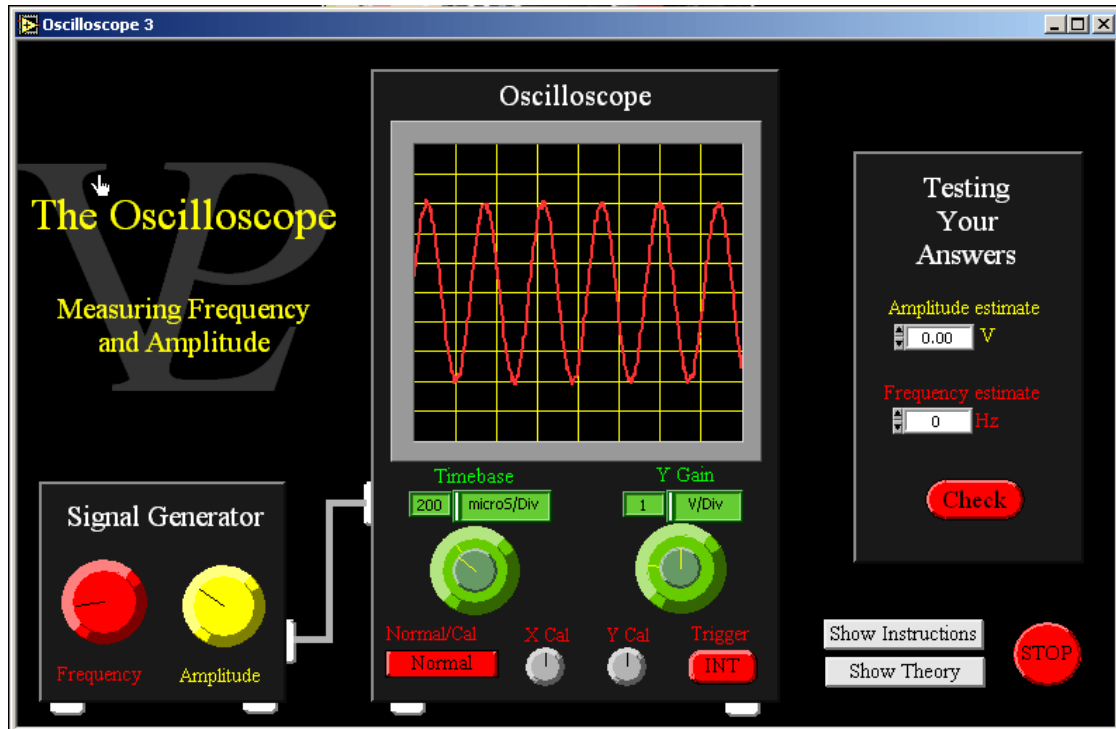 Oscilloscope 3
Oscilloscope
VPL
The Oscilloscope
Measuring Frequency
and Amplitude
Testing
Your
Answers
Amplitude estimate
0.00 V
Frequency estimate
0 Hz
Check
Timebase
Y Gain
200 microS/Div
1 V/Div
Signal Generator
Normal/Cal
X Cal
Y Cal
Trigger
Normal
INT
Frequency
Amplitude
Show Instructions
Show Theory
STOP